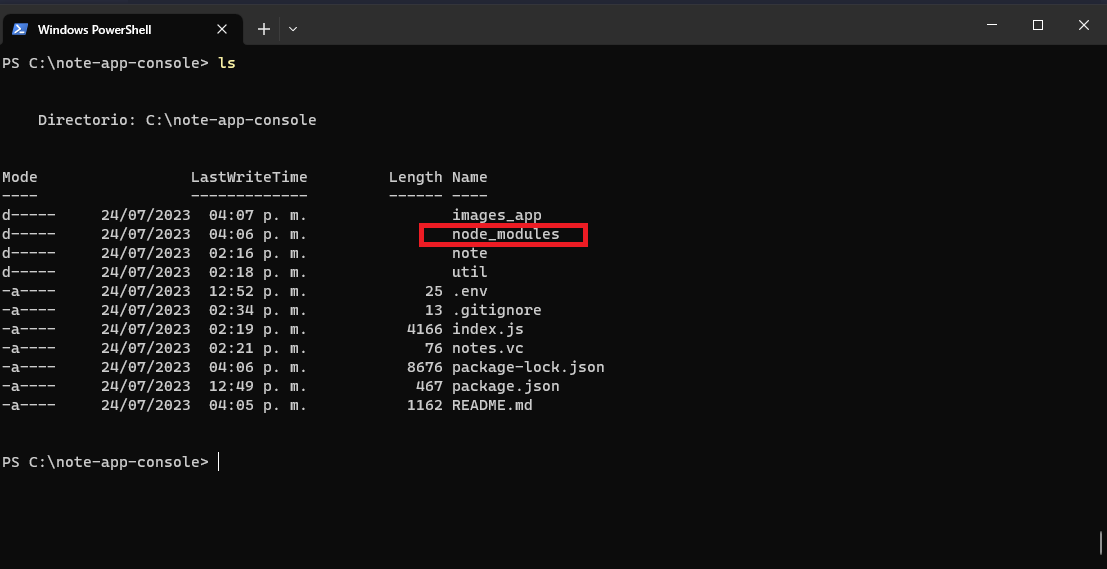 Windows PowerShell
PS C:\note-app-console> ls
Directorio: C:\note-app-console
Mode                 LastWriteTime         Length Name
----                 -------------         ------ ----
d-----     24/07/2023  04:07 p. m.                images_app
d-----     24/07/2023  04:06 p. m.                node_modules
d-----     24/07/2023  02:16 p. m.                note
d-----     24/07/2023  02:18 p. m.                util
-a----     24/07/2023  12:52 p. m.             25 .env
-a----     24/07/2023  02:34 p. m.             13 .gitignore
-a----     24/07/2023  02:19 p. m.           4166 index.js
-a----     24/07/2023  02:21 p. m.             76 notes.vc
-a----     24/07/2023  04:06 p. m.           8676 package-lock.json
-a----     24/07/2023  12:49 p. m.            467 package.json
-a----     24/07/2023  04:05 p. m.           1162 README.md
PS C:\note-app-console>